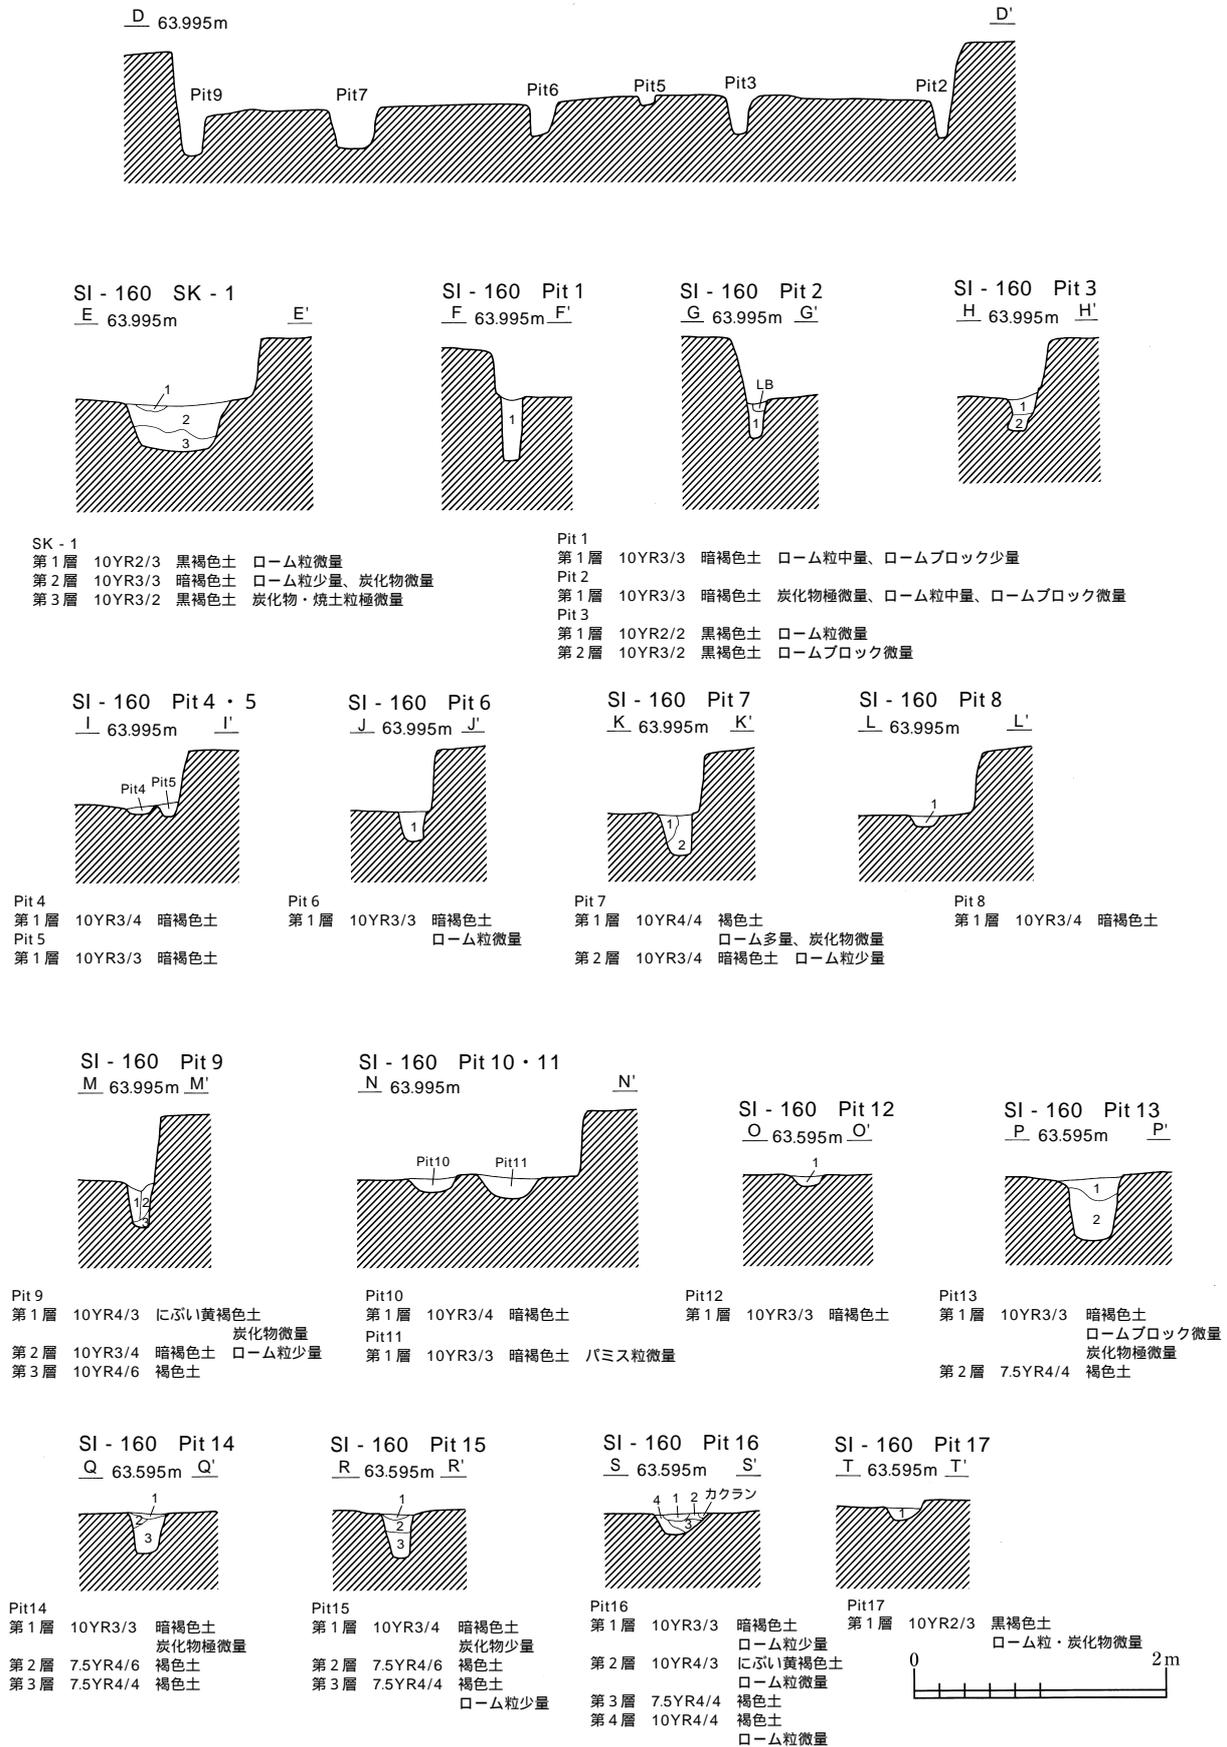 D 63.995m D'
Pit9 Pit7 Pit6 Pit5 Pit3 Pit2
SI - 160 SK - 1
E 63.995m E'
1
2
3
SI - 160 Pit 1
F 63.995m F'
1
SI - 160 Pit 2
G 63.995m G'
LB
1
SI - 160 Pit 3
H 63.995m H'
1
2
SK - 1
第1層 10YR2/3 黒褐色土 ローム粒微量
第2層 10YR3/3 暗褐色土 ローム粒少量、炭化物微量
第3層 10YR3/2 黒褐色土 炭化物・焼土粒極微量
Pit 1
第1層 10YR3/3 暗褐色土 ローム粒中量、ロームブロック少量
Pit 2
第1層 10YR3/3 暗褐色土 炭化物極微量、ローム粒中量、ロームブロック微量
Pit 3
第1層 10YR2/2 黒褐色土 ローム粒微量
第2層 10YR3/2 黒褐色土 ロームブロック微量
SI - 160 Pit 4・5
I 63.995m I'
Pit4 Pit5
SI - 160 Pit 6
J 63.995m J'
1
SI - 160 Pit 7
K 63.995m K'
1
2
SI - 160 Pit 8
L 63.995m L'
1
Pit 4
第1層 10YR3/4 暗褐色土
Pit 5
第1層 10YR3/3 暗褐色土
Pit 6
第1層 10YR3/3 暗褐色土
ローム粒微量
Pit 7
第1層 10YR4/4 褐色土
ローム多量、炭化物微量
第2層 10YR3/4 暗褐色土 ローム粒少量
Pit 8
第1層 10YR3/4 暗褐色土
SI - 160 Pit 9
M 63.995m M'
1 2
3
SI - 160 Pit 10・11
N 63.995m N'
Pit10 Pit11
SI - 160 Pit 12
O 63.595m O'
1
SI - 160 Pit 13
P 63.595m P'
1
2
Pit 9
第1層 10YR4/3 にぶい黄褐色土
炭化物微量
第2層 10YR3/4 暗褐色土 ローム粒少量
第3層 10YR4/6 褐色土
Pit10
第1層 10YR3/4 暗褐色土
Pit11
第1層 10YR3/3 暗褐色土 パミス粒微量
Pit12
第1層 10YR3/3 暗褐色土
Pit13
第1層 10YR3/3 暗褐色土
ロームブロック微量
炭化物極微量
第2層 7.5YR4/4 褐色土
SI - 160 Pit 14
Q 63.595m Q'
1
2
3
SI - 160 Pit 15
R 63.595m R'
1
2
3
SI - 160 Pit 16
S 63.595m S'
4 1 2 カクラン
3
SI - 160 Pit 17
T 63.595m T'
1
Pit14
第1層 10YR3/3 暗褐色土
炭化物極微量
第2層 7.5YR4/6 褐色土
第3層 7.5YR4/4 褐色土
Pit15
第1層 10YR3/4 暗褐色土
炭化物少量
第2層 7.5YR4/6 褐色土
第3層 7.5YR4/4 褐色土
ローム粒少量
Pit16
第1層 10YR3/3 暗褐色土
ローム粒少量
第2層 10YR4/3 にぶい黄褐色土
ローム粒微量
第3層 7.5YR4/4 褐色土
第4層 10YR4/4 褐色土
ローム粒微量
Pit17
第1層 10YR2/3 黒褐色土
ローム粒・炭化物微量
0 2m